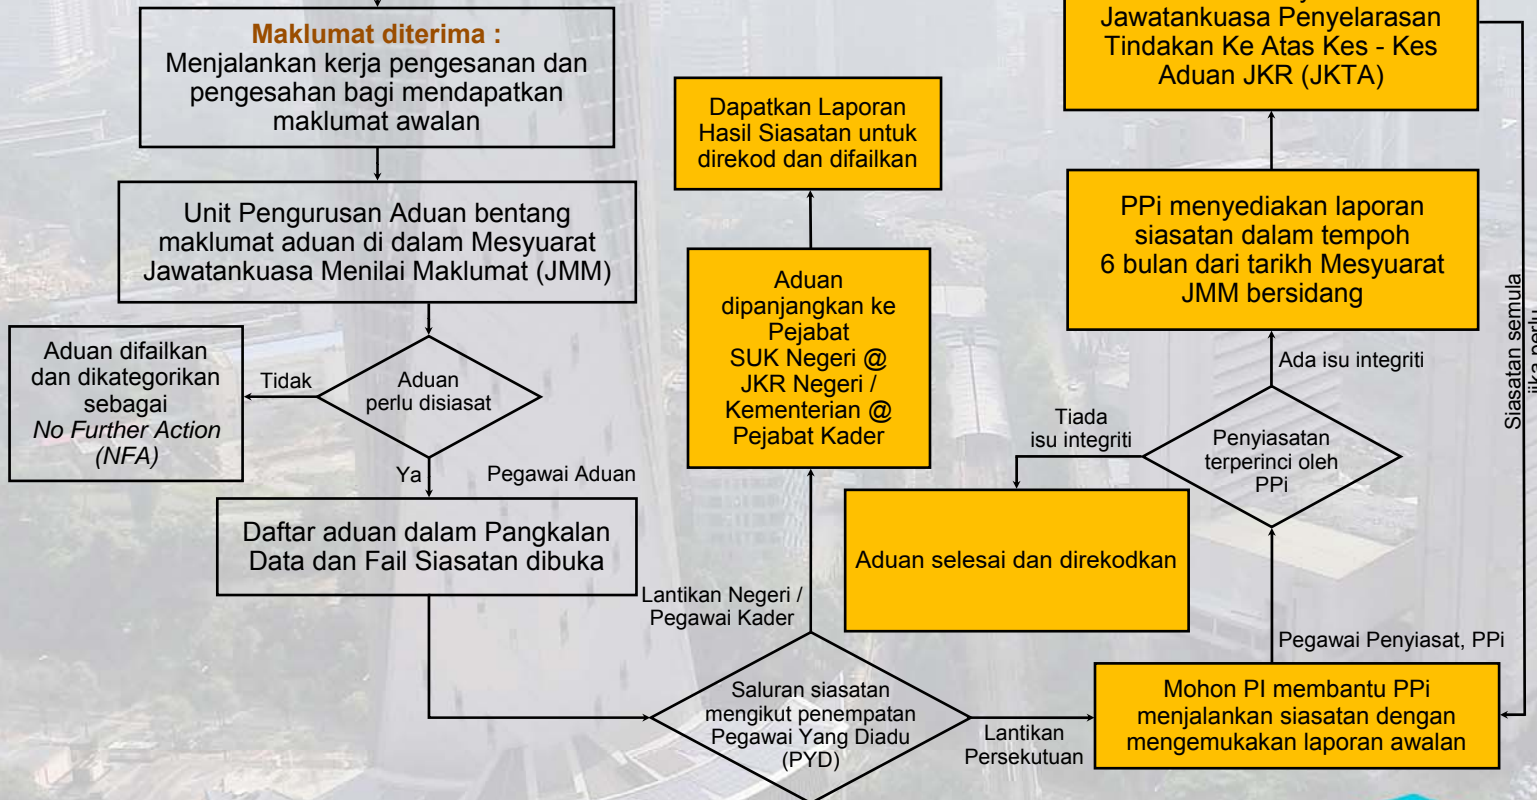 Maklumat diterima :
Menjalankan kerja pengesanan dan
pengesahan bagi mendapatkan
maklumat awalan
Unit Pengurusan Aduan bentang
maklumat aduan di dalam Mesyuarat
Jawatankuasa Menilai Maklumat (JMM)
Aduan difailkan
dan dikategorikan
sebagai
No Further Action
(NFA)
Tidak
Aduan
perlu disiasat
Ya
Pegawai Aduan
Daftar aduan dalam Pangkalan
Data dan Fail Siasatan dibuka
Dapatkan Laporan
Hasil Siasatan untuk
direkod dan difailkan
Aduan
dipanjangkan ke
Pejabat
SUK Negeri @
JKR Negeri /
Kementerian @
Pejabat Kader
Lantikan Negeri /
Pegawai Kader
Saluran siasatan
mengikut penempatan
Pegawai Yang Diadu
(PYD)
Lantikan
Persekutuan
Jawatankuasa Penyelarasan
Tindakan Ke Atas Kes - Kes
Aduan JKR (JKTA)
PPi menyediakan laporan
siasatan dalam tempoh
6 bulan dari tarikh Mesyuarat
JMM bersidang
Ada isu integriti
Tiada
isu integriti
Penyiasatan
terperinci oleh
PPi
Aduan selesai dan direkodkan
Pegawai Penyiasat, PPi
Mohon PI membantu PPi
menjalankan siasatan dengan
mengemukakan laporan awalan
Siasatan semula
jika perlu